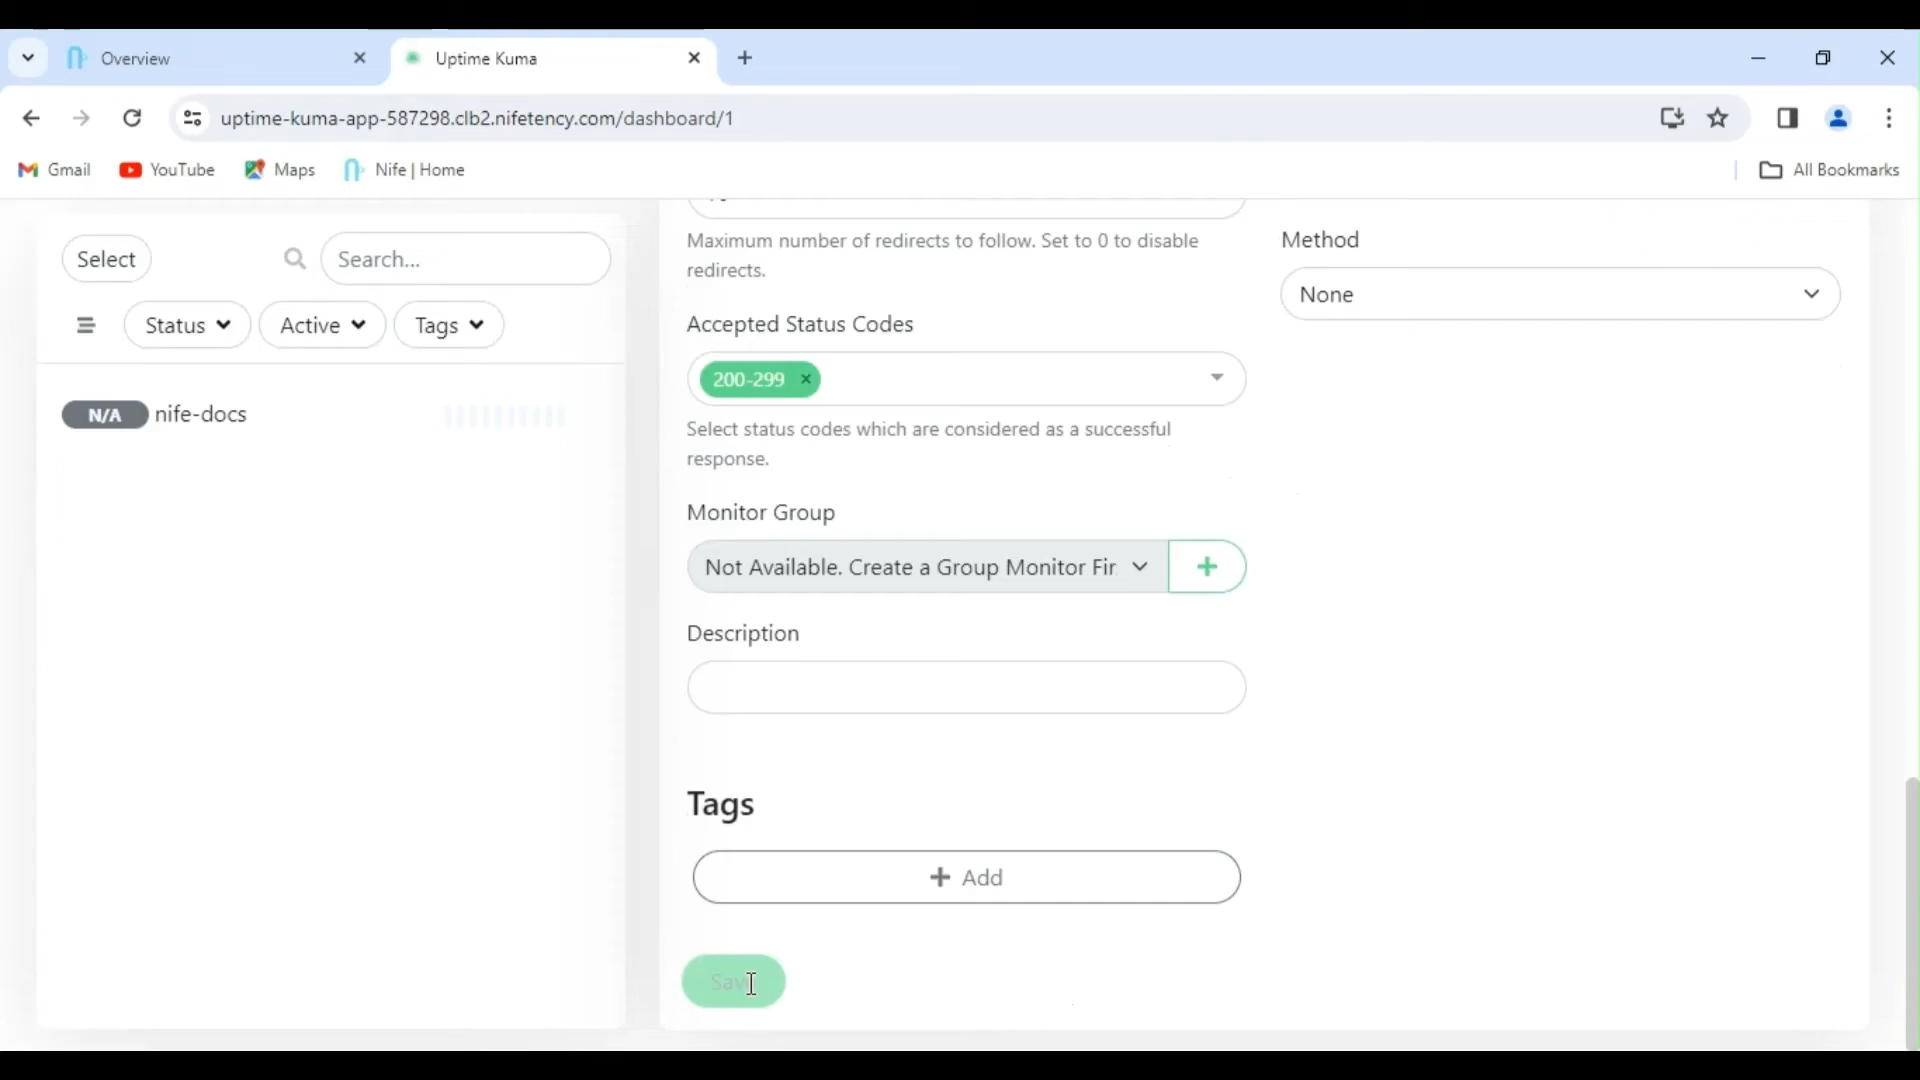 Overview
Uptime Kuma
uptime-kuma-app-587298.clb2.nifetency.com/dashboard/1
Gmail
YouTube
Maps
Nife | Home
All Bookmarks
Select
Search...
Status
Active
Tags
N/A
nife-docs
Maximum number of redirects to follow. Set to 0 to disable
redirects.
Accepted Status Codes
200-299
Select status codes which are considered as a successful
response.
Monitor Group
Not Available. Create a Group Monitor Fir
Description
Tags
Add
Save
Method
None